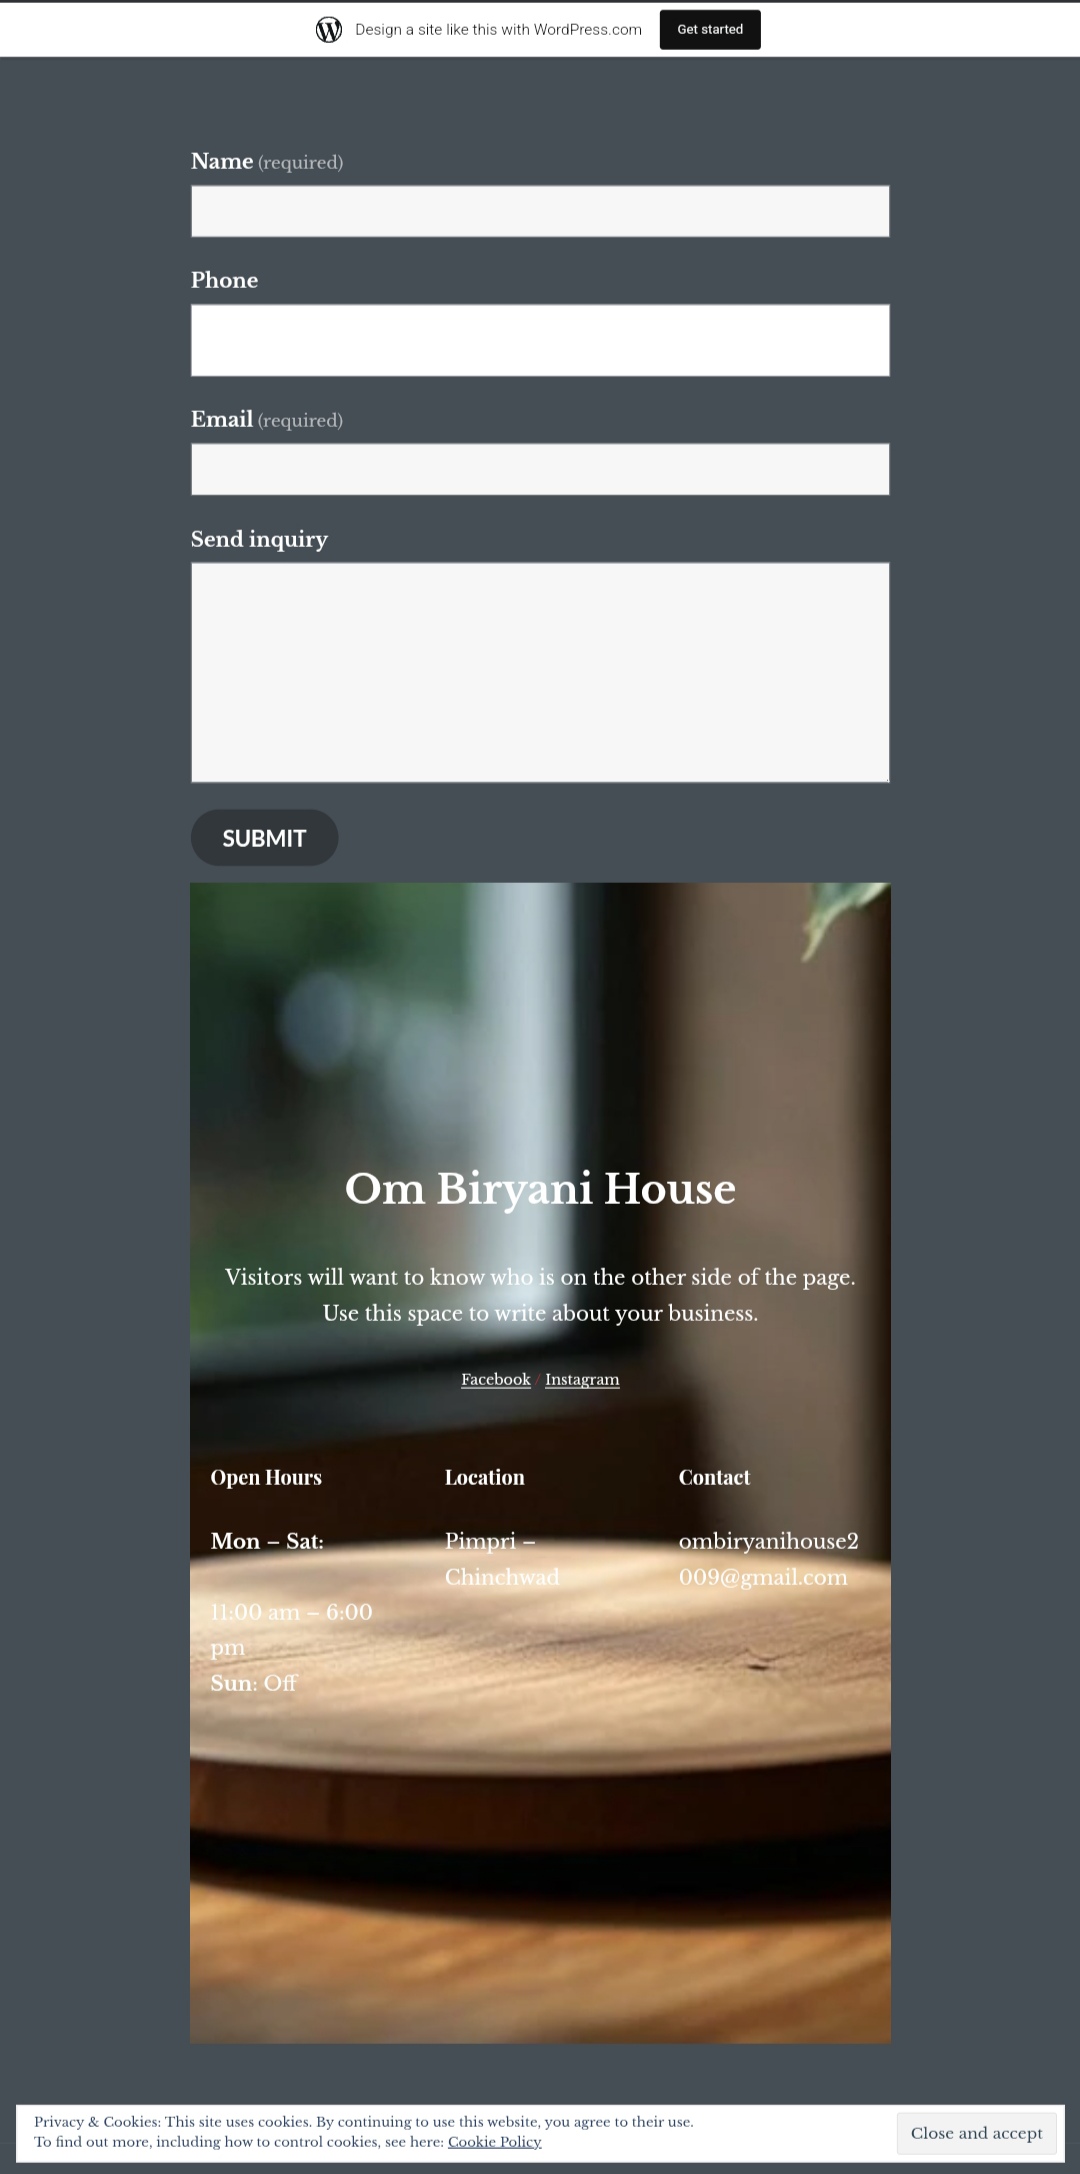 Design a site like this with WordPress.com
Get started
Name (required)
Phone
Email (required)
Send inquiry
SUBMIT
Om Biryani House
Visitors will want to know who is on the other side of the page.
Use this space to write about your business.
Facebook / Instagram
Open Hours
Mon – Sat:
11:00 am – 6:00
pm
Sun: Off
Location
Pimpri –
Chinchwad
Contact
ombiryanihouse2
009@gmail.com
Privacy & Cookies: This site uses cookies. By continuing to use this website, you agree to their use.
To find out more, including how to control cookies, see here: Cookie Policy
Close and accept